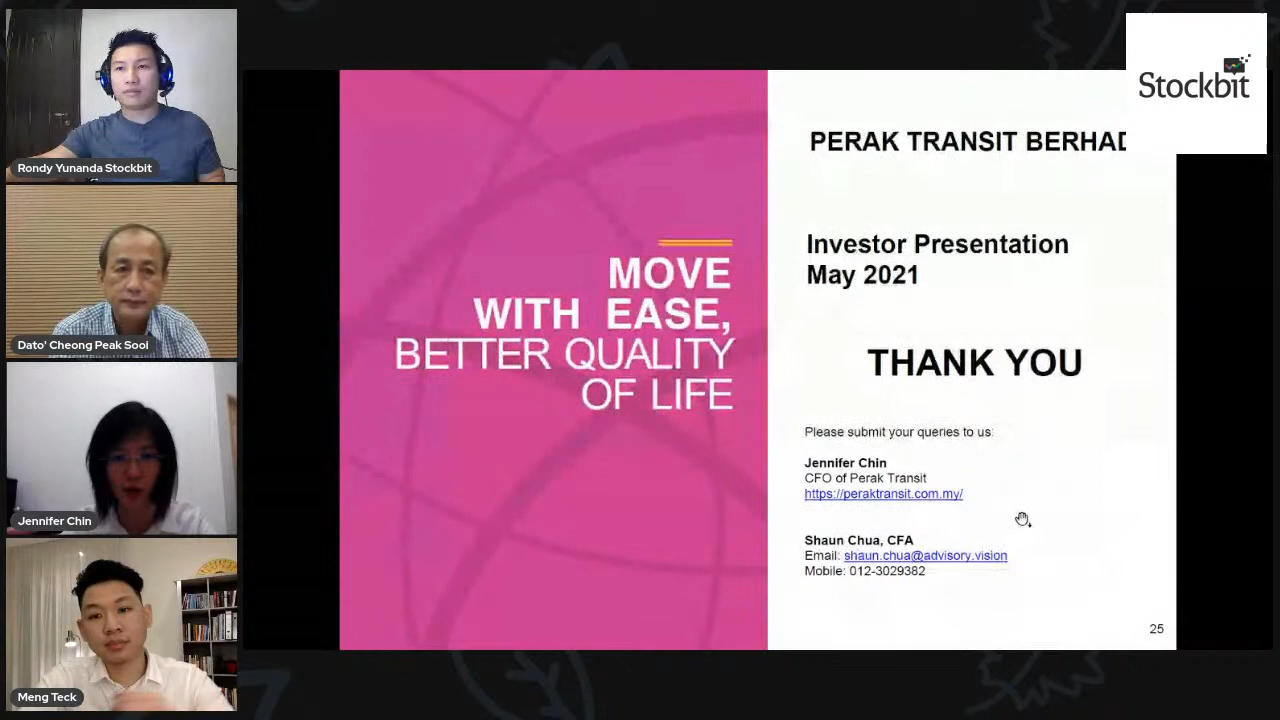 Rondy Yunanda Stockbit
Dato' Cheong Peak Sooi
Jennifer Chin
Meng Teck
MOVE
WITH EASE,
BETTER QUALITY
OF LIFE
Stockbit
PERAK TRANSIT BERHAD
Investor Presentation
May 2021
THANK YOU
Please submit your queries to us:
Jennifer Chin
CFO of Perak Transit
https://peraktransit.com.my/
Shaun Chua, CFA
Email: shaun.chua@advisory.vision
Mobile: 012-3029382
25